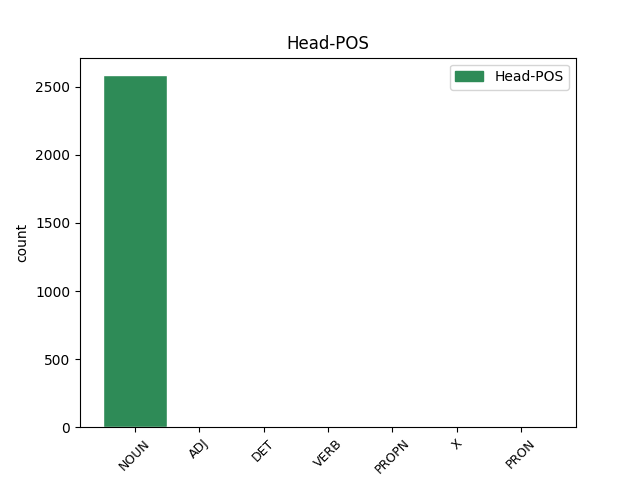 Head-POS
Head-POS
count
2500
2000
1500
1000
500
0
NOUN
ADJ
DET
VERB
PROPN
X
PRON